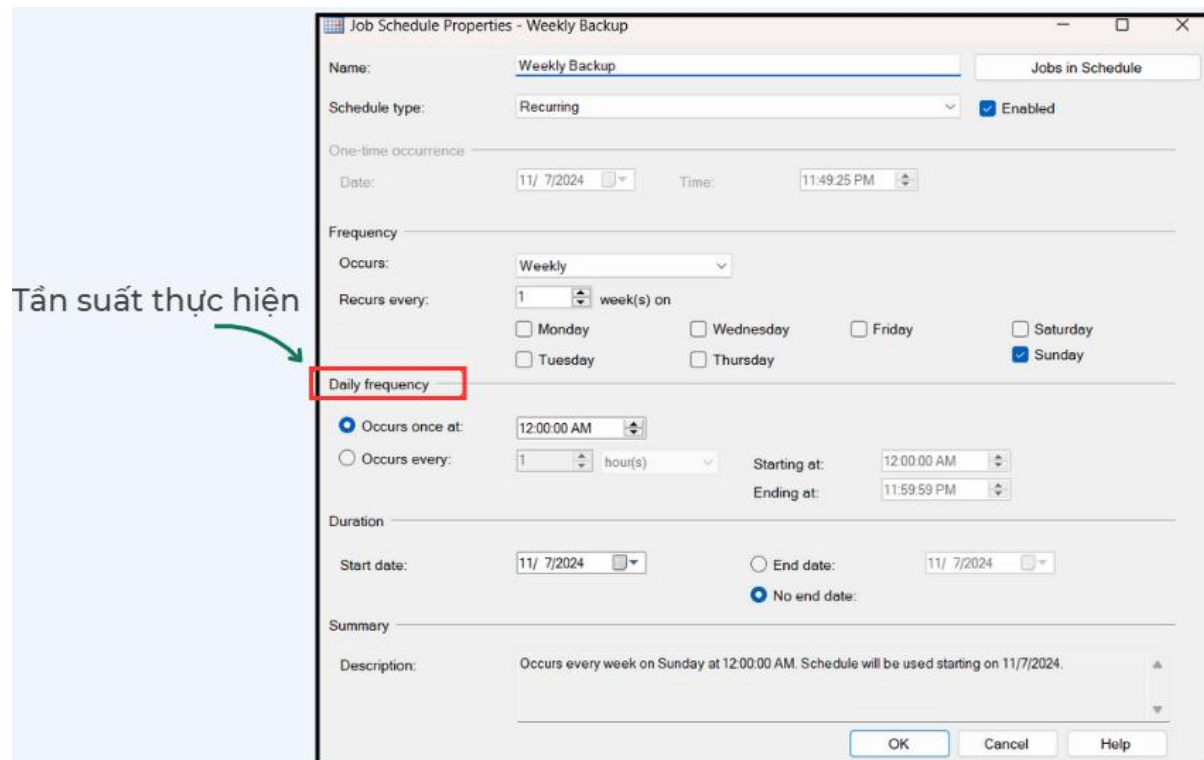 Job Schedule Properties - Weekly Backup
Name: Weekly Backup Jobs in Schedule
Schedule type: Recurring Enabled
One-time occurrence
Date: 11/ 7/2024 Time: 11:49:25 PM
Frequency
Occurs: Weekly
Tần suất thực hiện
Recurs every: 1 week(s) on
Monday Wednesday Friday Saturday
Tuesday Thursday Sunday
Daily frequency
Occurs once at: 12:00:00 AM
Occurs every: 1 hour(s) Starting at: 12:00:00 AM
Ending at: 11:59:59 PM
Duration
Start date: 11/ 7/2024 End date: 11/ 7/2024
No end date:
Summary
Description: Occurs every week on Sunday at 12:00:00 AM. Schedule will be used starting on 11/7/2024.
OK Cancel Help